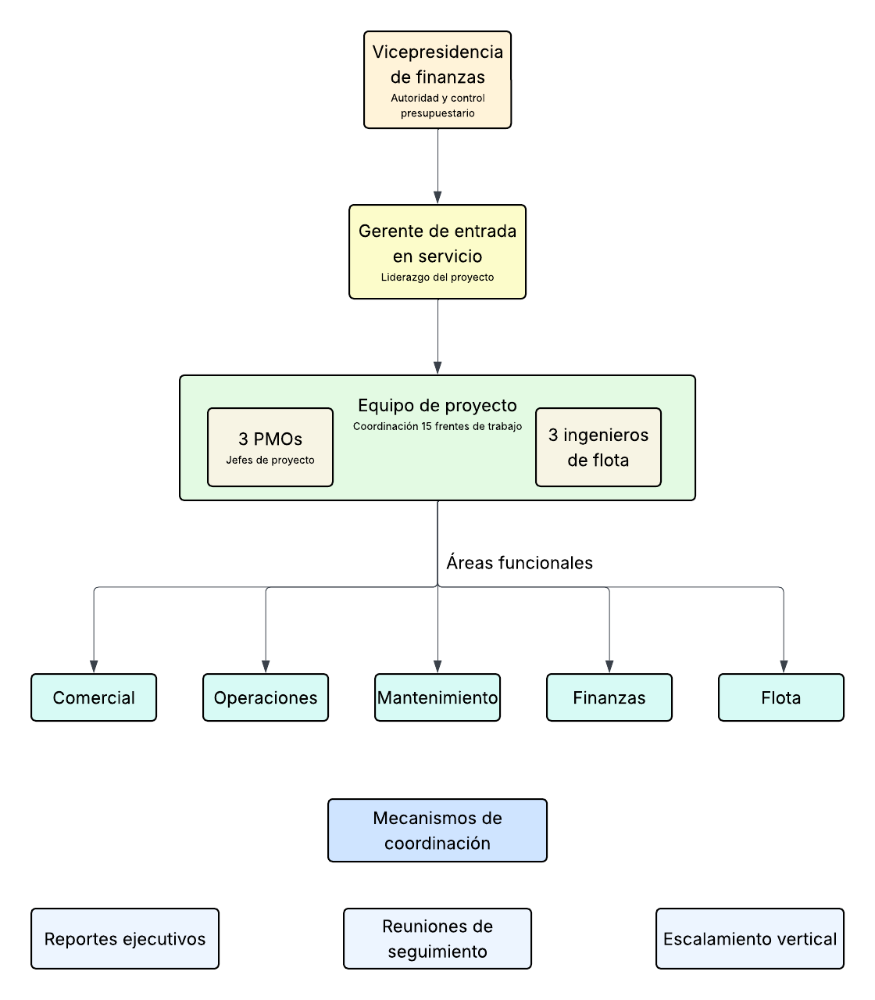 Vicepresidencia
de finanzas
Autoridad y control
presupuestario
Gerente de entrada
en servicio
Liderazgo del proyecto
Equipo de proyecto
Coordinación 15 frentes de trabajo
3 PMOs
Jefes de proyecto
3 ingenieros
de flota
Áreas funcionales
Comercial
Operaciones
Mantenimiento
Finanzas
Flota
Mecanismos de
coordinación
Reportes ejecutivos
Reuniones de
seguimiento
Escalamiento vertical